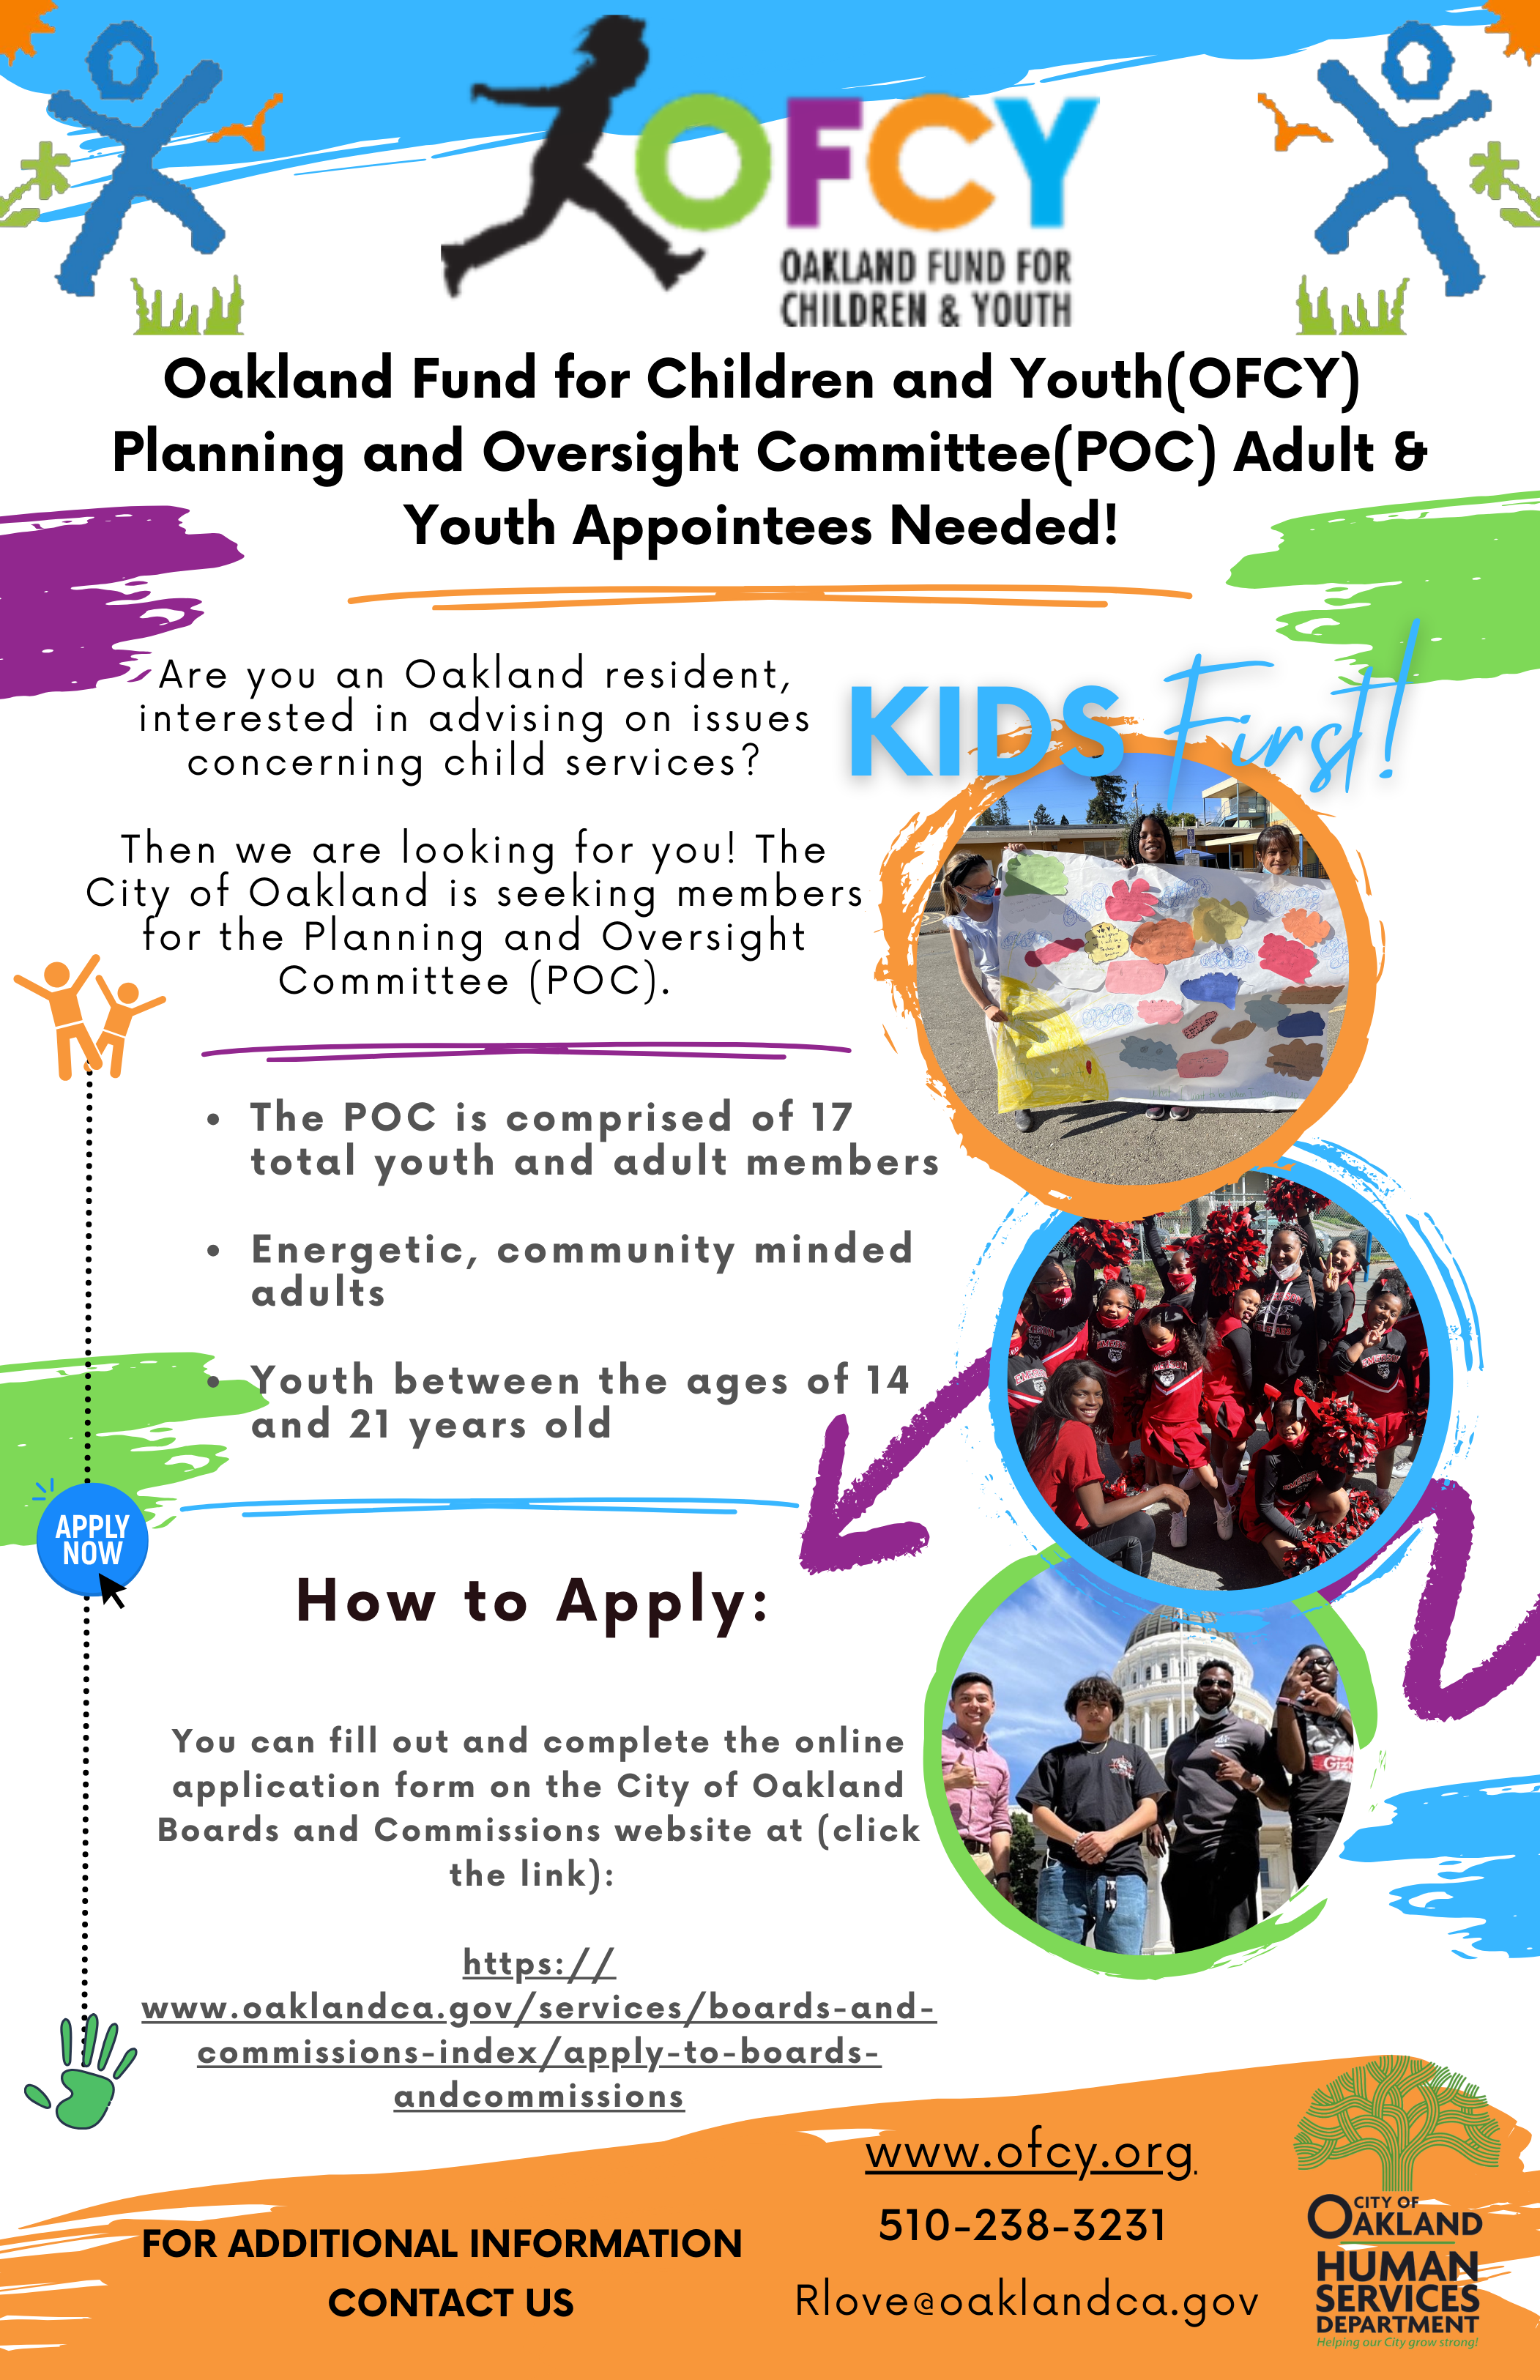 OFCY
OAKLAND FUND FOR
CHILDREN & YOUTH
Oakland Fund for Children and Youth(OFCY)
Planning and Oversight Committee(POC) Adult &
Youth Appointees Needed!
Are you an Oakland resident,
interested in advising on issues
concerning child services?
KIDS First!
Then we are looking for you! The
City of Oakland is seeking members
for the Planning and Oversight
Committee (POC).
• The POC is comprised of 17
total youth and adult members
• Energetic, community minded
adults
• Youth between the ages of 14
and 21 years old
APPLY
NOW
How to Apply:
You can fill out and complete the online
application form on the City of Oakland
Boards and Commissions website at (click
the link):
https://
www.oaklandca.gov/services/boards-and-
commissions-index/apply-to-boards-
andcommissions
FOR ADDITIONAL INFORMATION
CONTACT US
www.ofcy.org
510-238-3231
Rlove@oaklandca.gov
CITY OF
OAKLAND
HUMAN
SERVICES
DEPARTMENT
Helping our City grow strong!